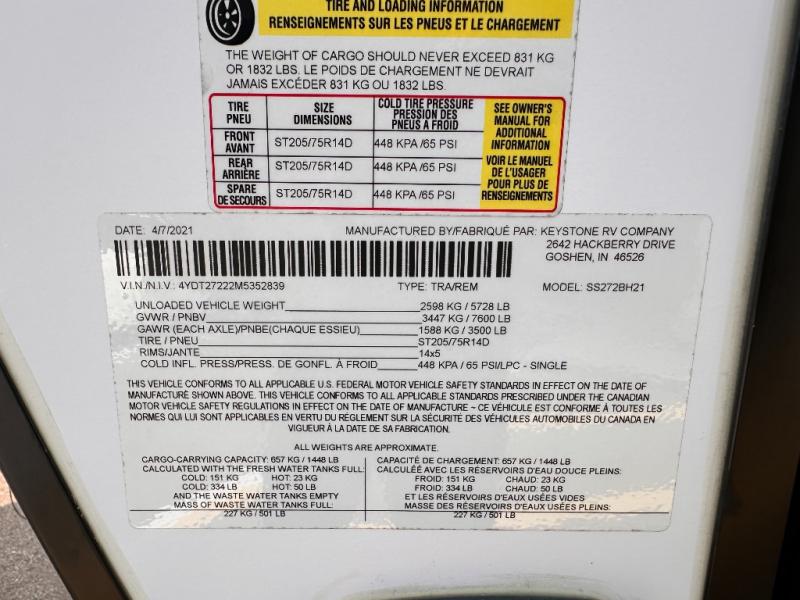 TIRE AND LOADING INFORMATION
RENSEIGNEMENTS SUR LES PNEUS ET LE CHARGEMENT
THE WEIGHT OF CARGO SHOULD NEVER EXCEED 831 KG
OR 1832 LBS. LE POIDS DE CHARGEMENT NE DEVRAIT
JAMAIS EXCÉDER 831 KG OU 1832 LBS.
TIRE PNEU SIZE DIMENSIONS COLD TIRE PRESSURE PRESSION DES PNEUS À FROID
FRONT AVANT ST205/75R14D 448 KPA /65 PSI
REAR ARRIÈRE ST205/75R14D 448 KPA /65 PSI
SPARE DE SECOURS ST205/75R14D 448 KPA /65 PSI
SEE OWNER'S
MANUAL FOR
ADDITIONAL
INFORMATION
VOIR LE MANUEL
DE L'USAGER
POUR PLUS DE
RENSEIGNEMENTS
DATE: 4/7/2021 MANUFACTURED BY/FABRIQUÉ PAR: KEYSTONE RV COMPANY
2642 HACKBERRY DRIVE
GOSHEN, IN 46526
V.I.N./N.I.V.: 4YDT27222M5352839 TYPE: TRA/REM MODEL: SS272BH21
UNLOADED VEHICLE WEIGHT 2598 KG / 5728 LB
GVWR / PNBV 3447 KG / 7600 LB
GAWR (EACH AXLE)/PNBE(CHAQUE ESSIEU) 1588 KG / 3500 LB
TIRE / PNEU ST205/75R14D
RIMS/JANTE 14x5
COLD INFL. PRESS/PRESS. DE GONFL. À FROID 448 KPA / 65 PSI/LPC - SINGLE
THIS VEHICLE CONFORMS TO ALL APPLICABLE U.S. FEDERAL MOTOR VEHICLE SAFETY STANDARDS IN EFFECT ON THE DATE OF
MANUFACTURE SHOWN ABOVE. THIS VEHICLE CONFORMS TO ALL APPLICABLE STANDARDS PRESCRIBED UNDER THE CANADIAN
MOTOR VEHICLE SAFETY REGULATIONS IN EFFECT ON THE DATE OF MANUFACTURE ~ CE VÉHICULE EST CONFORME À TOUTES LES
NORMES QUI LUI SONT APPLICABLES EN VERTU DU RÈGLEMENT SUR LA SÉCURITÉ DES VÉHICULES AUTOMOBILES DU CANADA EN
VIGUEUR À LA DATE DE SA FABRICATION.
ALL WEIGHTS ARE APPROXIMATE.
CARGO-CARRYING CAPACITY: 657 KG / 1448 LB
CALCULATED WITH THE FRESH WATER TANKS FULL:
COLD: 151 KG HOT: 23 KG
COLD: 334 LB HOT: 50 LB
AND THE WASTE WATER TANKS EMPTY
MASS OF WASTE WATER TANKS FULL:
227 KG / 501 LB
CAPACITÉ DE CHARGEMENT: 657 KG / 1448 LB
CALCULÉE AVEC LES RÉSERVOIRS D'EAU DOUCE PLEINS:
FROID: 151 KG CHAUD: 23 KG
FROID: 334 LB CHAUD: 50 LB
ET LES RÉSERVOIRS D'EAUX USÉES VIDES
MASSE DES RÉSERVOIRS D'EAUX USÉES PLEINS:
227 KG / 501 LB